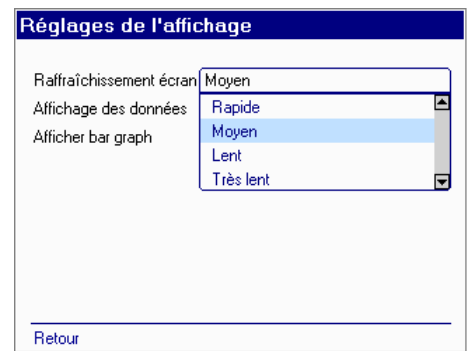 Réglages de l'affichage
Raffraîchissement écran Moyen
Affichage des données Rapide
Moyen
Afficher bar graph
Lent
Très lent
Retour